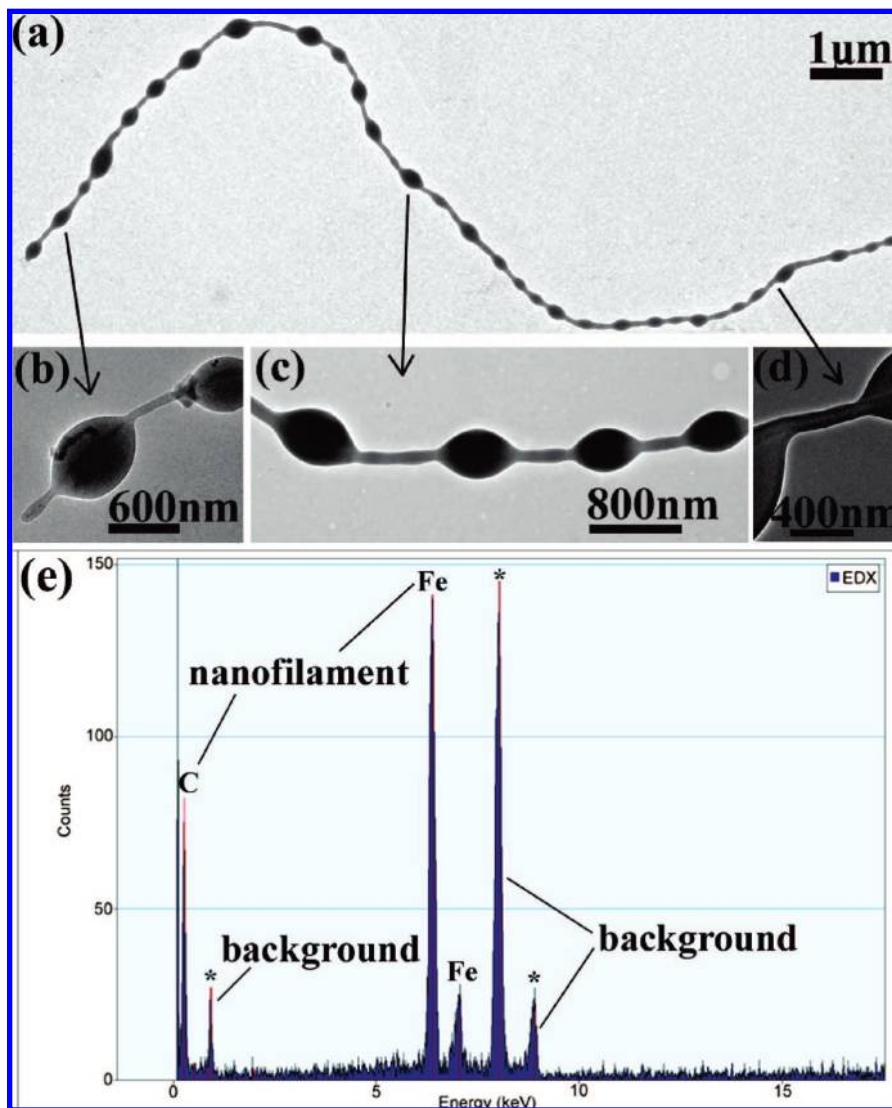 (a)
1μm
(b)
600nm
(c)
800nm
(d)
400nm
(e)
150
Fe
*
EDX
nanofilament
100
C
Counts
50
background
background
*
Fe
*
0
0
5
10
15
Energy (keV)